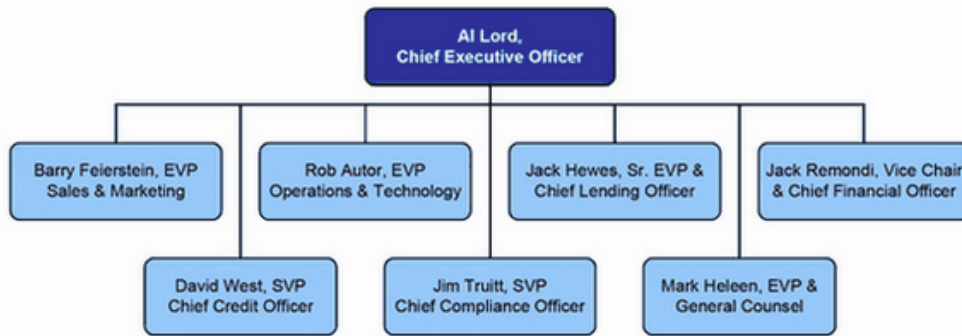 Al Lord,
Chief Executive Officer
Barry Feierstein, EVP
Sales & Marketing
Rob Autor, EVP
Operations & Technology
Jack Hewes, Sr. EVP &
Chief Lending Officer
Jack Remondi, Vice Chair
& Chief Financial Officer
David West, SVP
Chief Credit Officer
Jim Truitt, SVP
Chief Compliance Officer
Mark Heleen, EVP &
General Counsel